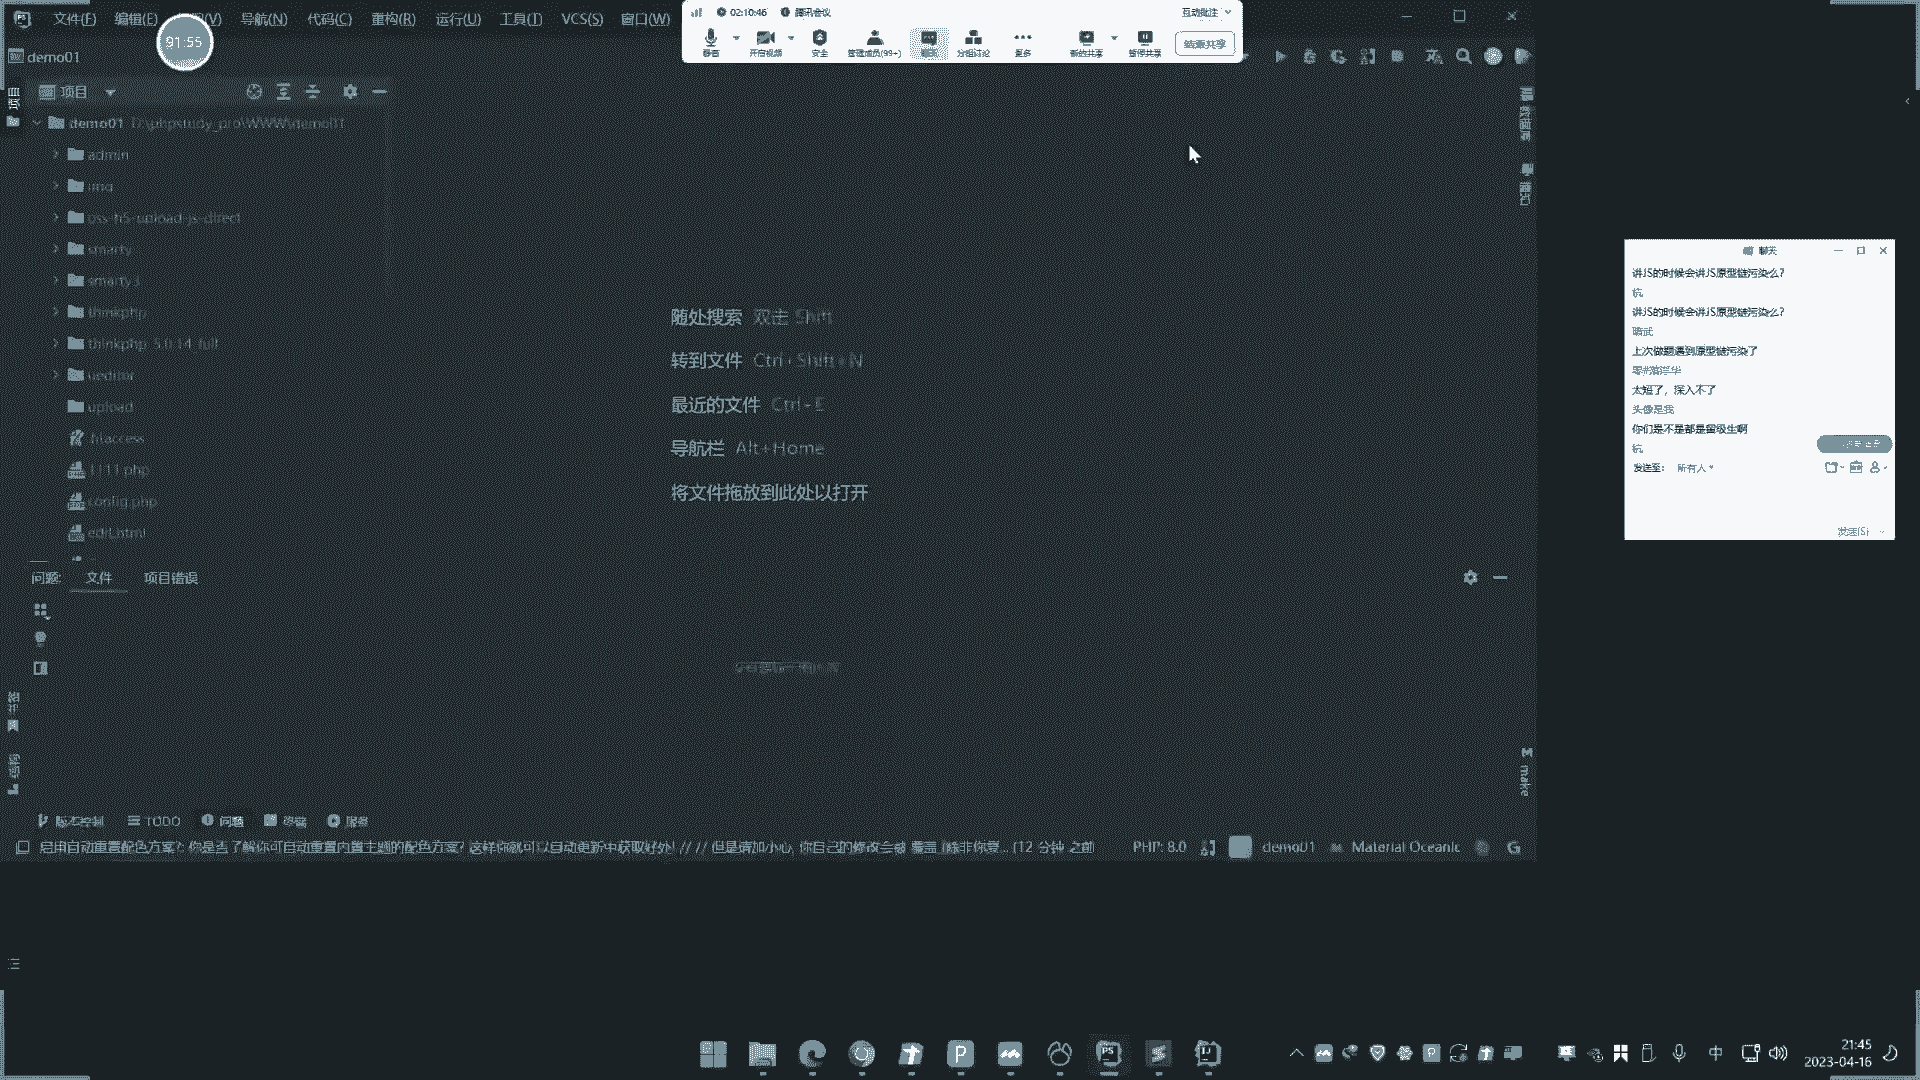 文件(F) 编辑(E) 导航(N) 代码(C) 重构(R) 运行(U) 工具(T) VCS(S) 窗口(W)
02:10:46 腾讯会议
互动批注
静音 开启视频 安全 管理成员(99+) 聊天 分组讨论 更多 新的共享 暂停共享 结束共享
91:55
demo01
项目
项目
demo01 D:\phpstudy_pro\WWW\demo01
admin
img
oss-h5-upload-js-direct
smarty
smarty3
thinkphp
thinkphp_5.0.14_full
ueditor
upload
.htaccess
1111.php
config.php
edit.html
随处搜索 双击 Shift
转到文件 Ctrl+Shift+N
最近的文件 Ctrl+E
导航栏 Alt+Home
将文件拖放到此处以打开
数据库
聊天
讲JS的时候会讲JS原型链污染么?
杭
讲JS的时候会讲JS原型链污染么?
上次做题遇到原型链污染了
太短了，深入不了
头像是我
你们是不是都是留级生啊
杭
发送至: 所有人
发送(S)
问题: 文件 项目错误
书签
结构
make
版本控制 TODO 问题 终端 服务
启用自动重置配色方案?: 你是否了解你可自动重置内置主题的配色方案? 这样你就可以自动更新中获取好处! // // 但是请加小心, 你自己的修改会被 覆盖 (12 分钟 之前
PHP: 8.0 demo01 Material Oceanic
中
21:45
2023-04-16